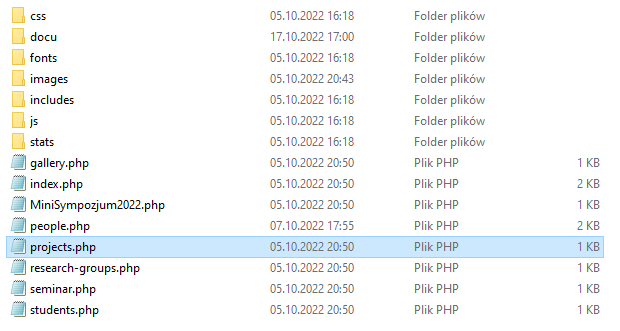 css 05.10.2022 16:18 Folder plików
docu 17.10.2022 17:00 Folder plików
fonts 05.10.2022 16:18 Folder plików
images 05.10.2022 20:43 Folder plików
includes 05.10.2022 16:18 Folder plików
js 05.10.2022 16:18 Folder plików
stats 05.10.2022 16:18 Folder plików
gallery.php 05.10.2022 20:50 Plik PHP 1 KB
index.php 05.10.2022 20:50 Plik PHP 2 KB
MiniSympozjum2022.php 05.10.2022 20:50 Plik PHP 1 KB
people.php 07.10.2022 17:55 Plik PHP 2 KB
projects.php 05.10.2022 20:50 Plik PHP 1 KB
research-groups.php 05.10.2022 20:50 Plik PHP 1 KB
seminar.php 05.10.2022 20:50 Plik PHP 1 KB
students.php 05.10.2022 20:50 Plik PHP 1 KB